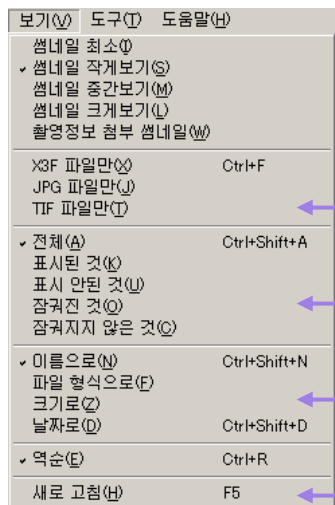 보기(V) 도구(T) 도움말(H)
썸네일 최소(I)
썸네일 작게보기(S)
썸네일 중간보기(M)
썸네일 크게보기(L)
촬영정보 첨부 썸네일(W)
X3F 파일만(X) Ctrl+F
JPG 파일만(J)
TIF 파일만(T)
전체(A) Ctrl+Shift+A
표시된 것(K)
표시 안된 것(U)
잠궈진 것(O)
잠궈지지 않은 것(C)
이름으로(N) Ctrl+Shift+N
파일 형식으로(F)
크기로(Z)
날짜로(D) Ctrl+Shift+D
역순(E) Ctrl+R
새로 고침(H) F5